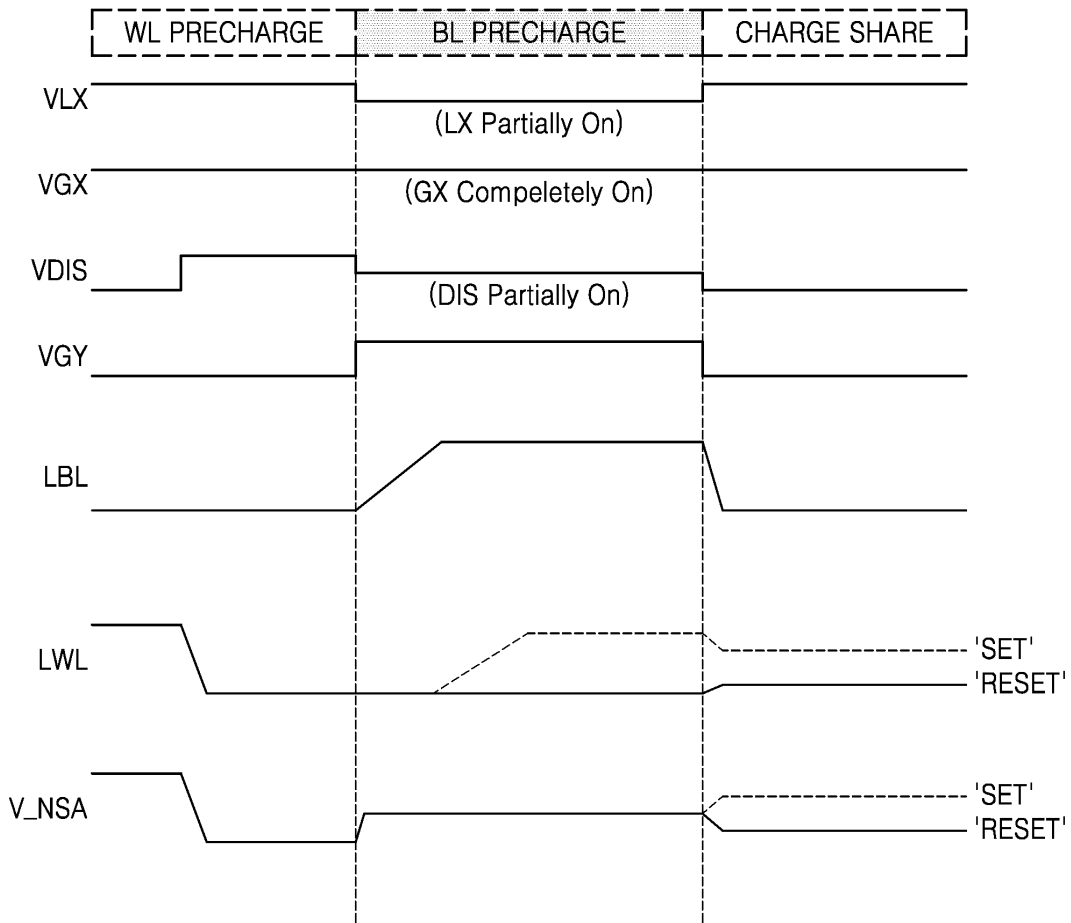 WL PRECHARGE BL PRECHARGE CHARGE SHARE
VLX
(LX Partially On)
VGX
(GX Compeletely On)
VDIS
(DIS Partially On)
VGY
LBL
LWL
'SET'
'RESET'
V_NSA
'SET'
'RESET'